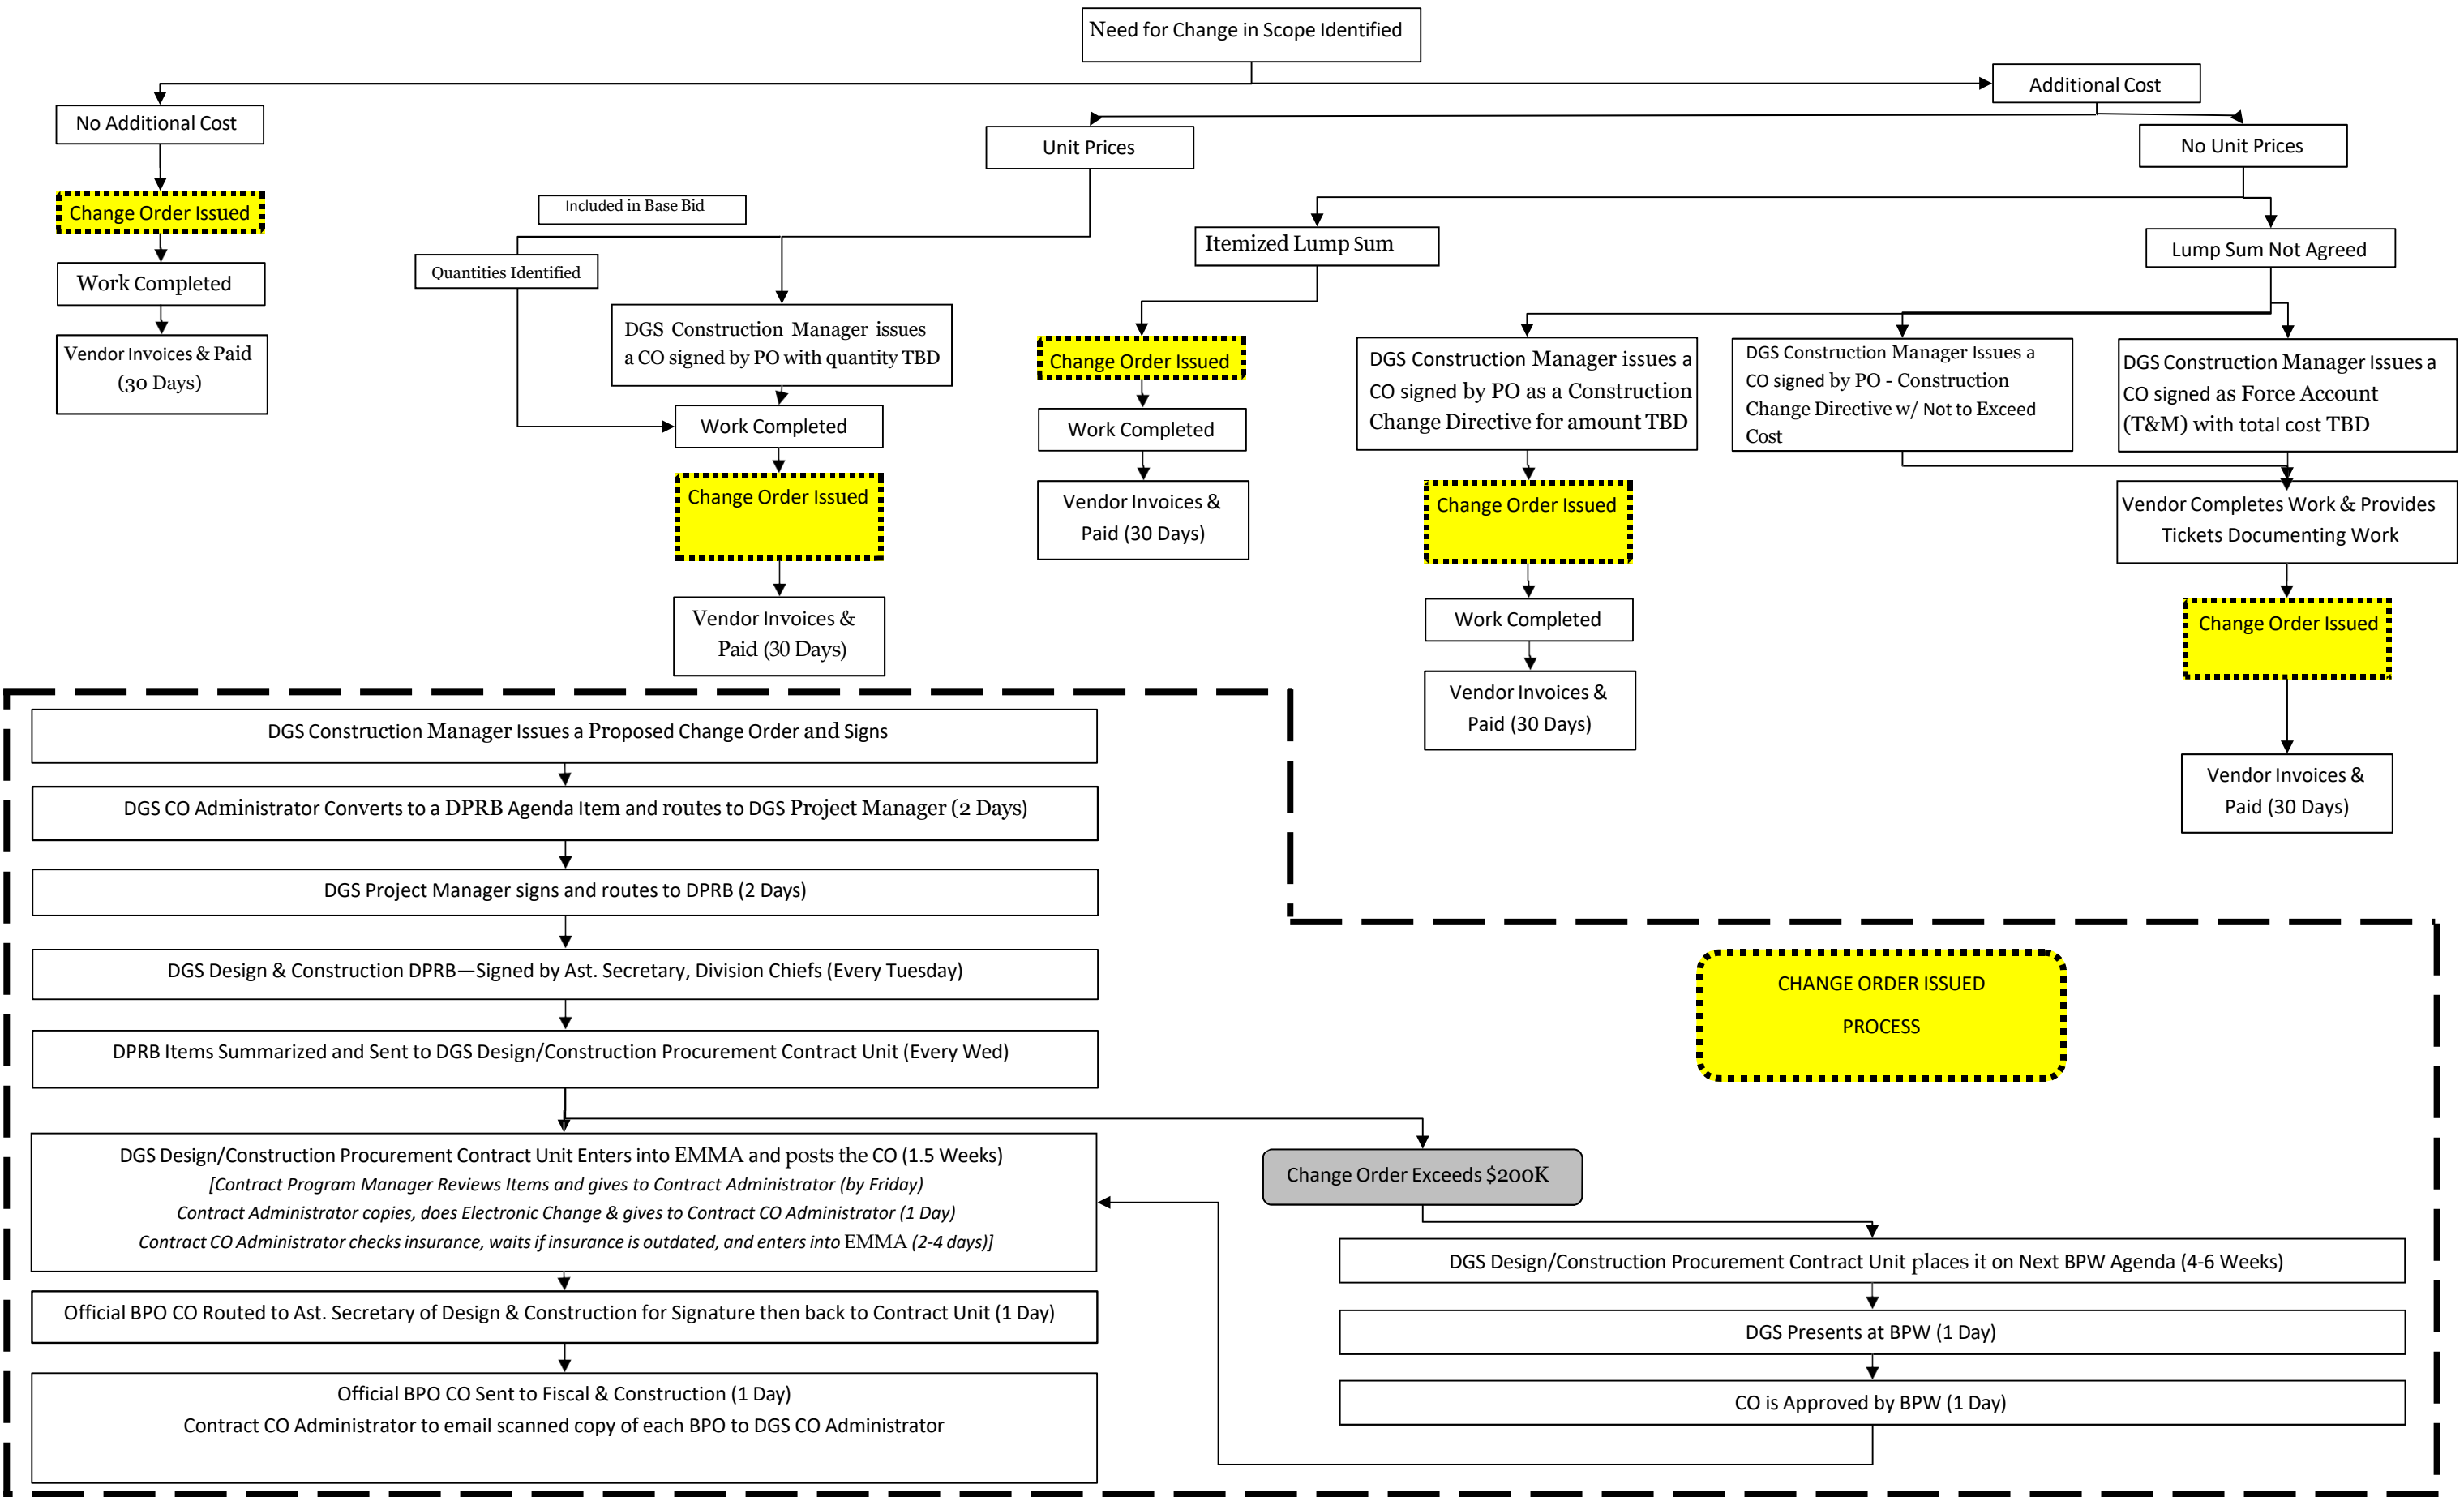 Need for Change in Scope Identified
Additional Cost
No Additional Cost
Unit Prices
No Unit Prices
Change Order Issued
Included in Base Bid
Itemized Lump Sum
Lump Sum Not Agreed
Work Completed
Quantities Identified
DGS Construction Manager issues
a CO signed by PO with quantity TBD
Vendor Invoices & Paid
(30 Days)
Change Order Issued
DGS Construction Manager issues a
CO signed by PO as a Construction
Change Directive for amount TBD
DGS Construction Manager Issues a
CO signed by PO - Construction
Change Directive w/ Not to Exceed
Cost
DGS Construction Manager Issues a
CO signed as Force Account
(T&M) with total cost TBD
Work Completed
Work Completed
Change Order Issued
Vendor Invoices &
Paid (30 Days)
Change Order Issued
Vendor Completes Work & Provides
Tickets Documenting Work
Vendor Invoices &
Paid (30 Days)
Work Completed
Change Order Issued
Vendor Invoices &
Paid (30 Days)
Vendor Invoices &
Paid (30 Days)
DGS Construction Manager Issues a Proposed Change Order and Signs
DGS CO Administrator Converts to a DPRB Agenda Item and routes to DGS Project Manager (2 Days)
DGS Project Manager signs and routes to DPRB (2 Days)
DGS Design & Construction DPRB—Signed by Ast. Secretary, Division Chiefs (Every Tuesday)
DPRB Items Summarized and Sent to DGS Design/Construction Procurement Contract Unit (Every Wed)
CHANGE ORDER ISSUED
PROCESS
DGS Design/Construction Procurement Contract Unit Enters into EMMA and posts the CO (1.5 Weeks)
[Contract Program Manager Reviews Items and gives to Contract Administrator (by Friday)
Contract Administrator copies, does Electronic Change & gives to Contract CO Administrator (1 Day)
Contract CO Administrator checks insurance, waits if insurance is outdated, and enters into EMMA (2-4 days)]
Change Order Exceeds $200K
DGS Design/Construction Procurement Contract Unit places it on Next BPW Agenda (4-6 Weeks)
Official BPO CO Routed to Ast. Secretary of Design & Construction for Signature then back to Contract Unit (1 Day)
DGS Presents at BPW (1 Day)
Official BPO CO Sent to Fiscal & Construction (1 Day)
Contract CO Administrator to email scanned copy of each BPO to DGS CO Administrator
CO is Approved by BPW (1 Day)